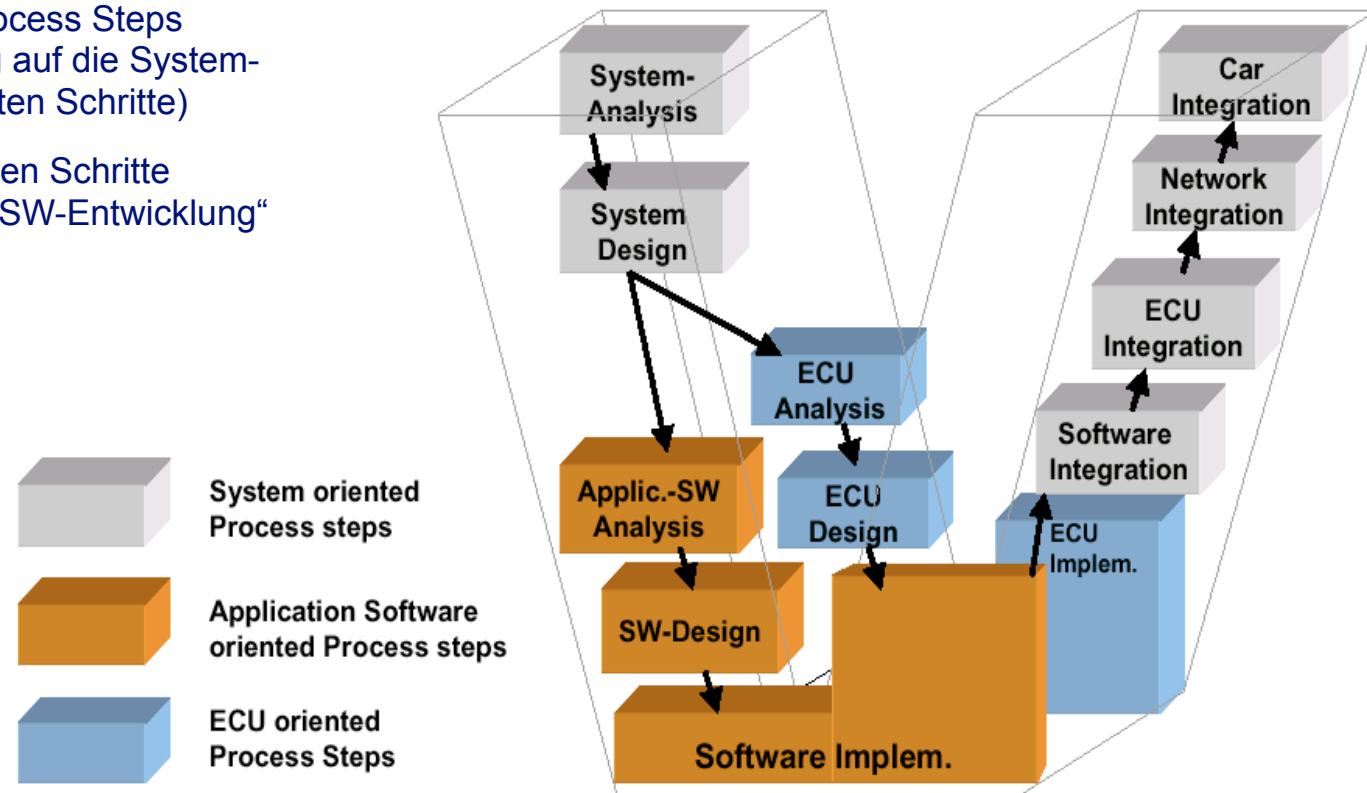 ocess Steps
auf die System-
ten Schritte)
en Schritte
SW-Entwicklung“
System-
Analysis
System
Design
ECU
Analysis
Applic.-SW
Analysis
ECU
Design
SW-Design
Software Implem.
Car
Integration
Network
Integration
ECU
Integration
Software
Integration
ECU
Implem.
System oriented
Process steps
Application Software
oriented Process steps
ECU oriented
Process Steps